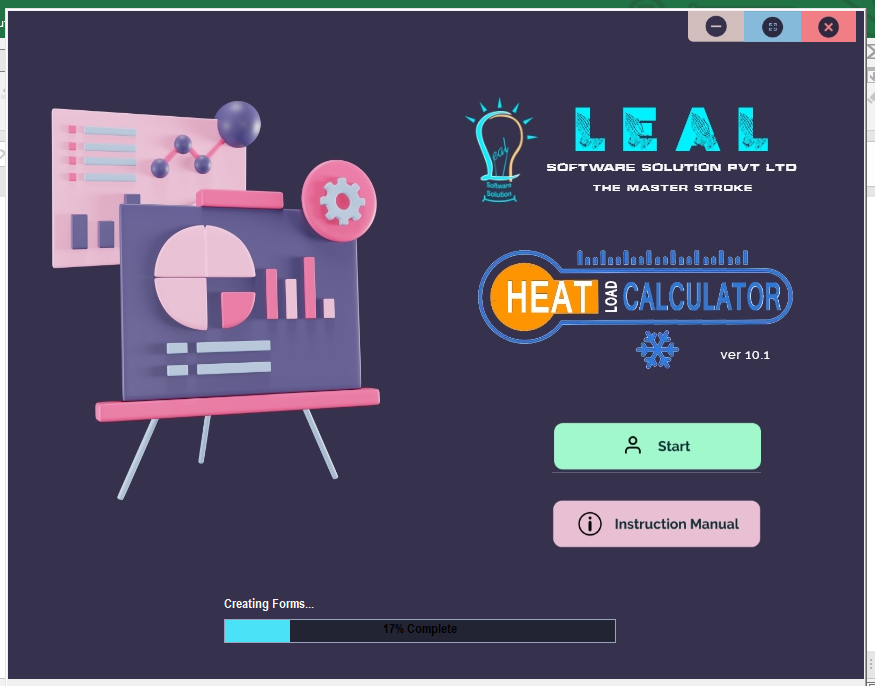 LEAL
SOFTWARE SOLUTION PVT LTD
THE MASTER STROKE
Leal
Software
Solution
HEAT LOAD CALCULATOR
ver 10.1
Start
Instruction Manual
Creating Forms...
17% Complete